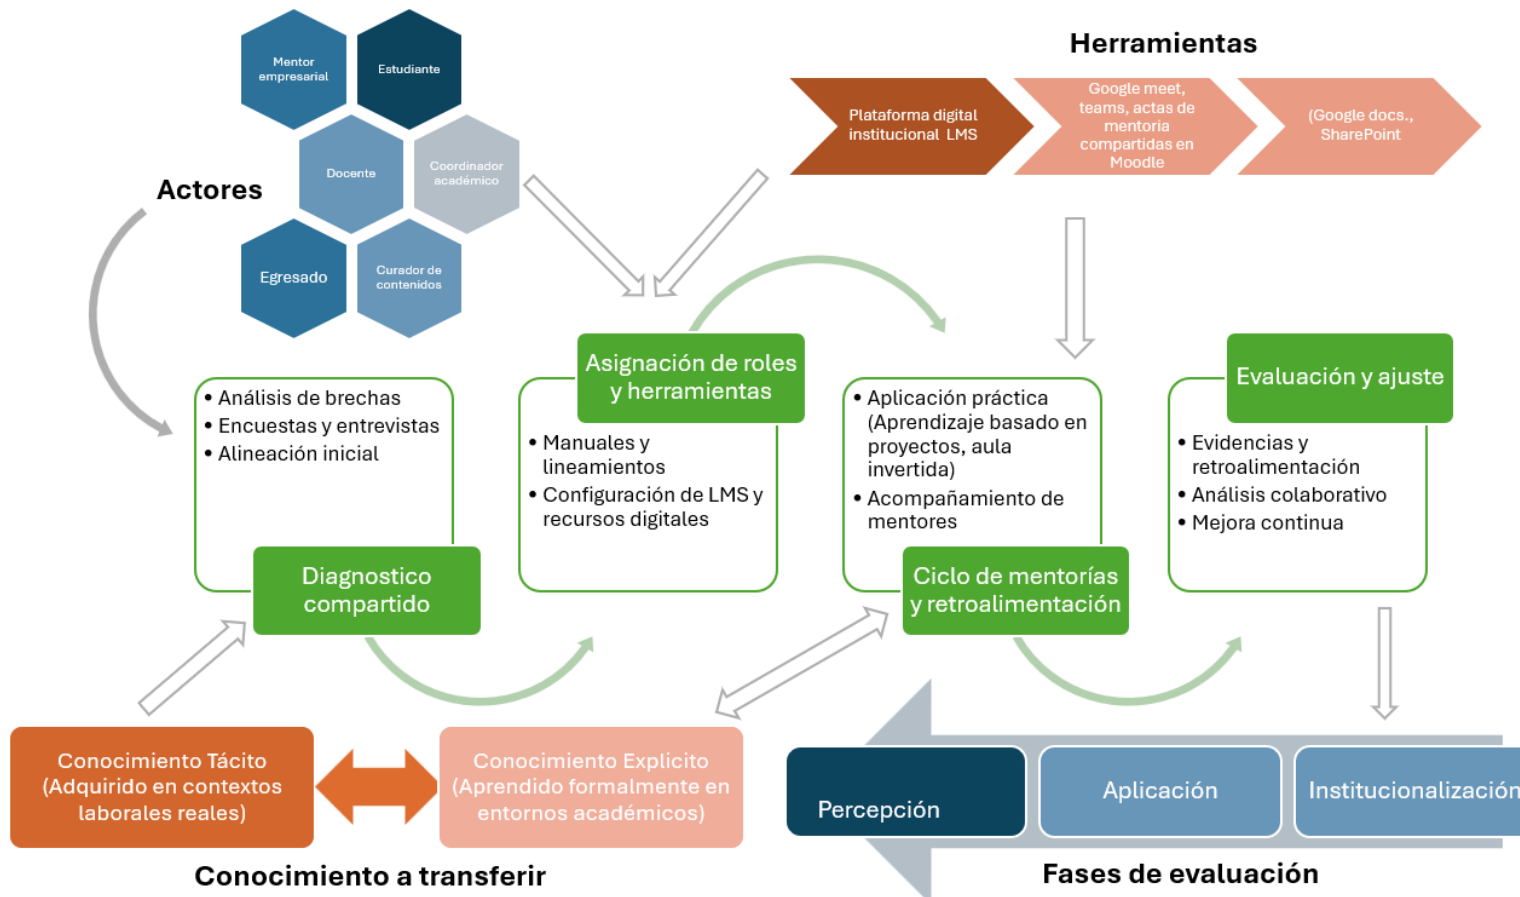 Mentor
empresarial
Estudiante
Docente
Coordinador
académico
Egresado
Curador de
contenidos
Actores
Herramientas
Plataforma digital
institucional LMS
Google meet,
teams, actas de
mentoria
compartidas en
Moodle
(Google docs.,
SharePoint
• Análisis de brechas
• Encuestas y entrevistas
• Alineación inicial
Diagnostico
compartido
Asignación de roles
y herramientas
• Manuales y
lineamientos
• Configuración de LMS y
recursos digitales
• Aplicación práctica
(Aprendizaje basado en
proyectos, aula
invertida)
• Acompañamiento de
mentores
Ciclo de mentorías
y retroalimentación
Evaluación y ajuste
• Evidencias y
retroalimentación
• Análisis colaborativo
• Mejora continua
Conocimiento Tácito
(Adquirido en contextos
laborales reales)
Conocimiento Explicito
(Aprendido formalmente en
entornos académicos)
Conocimiento a transferir
Percepción
Aplicación
Institucionalización
Fases de evaluación